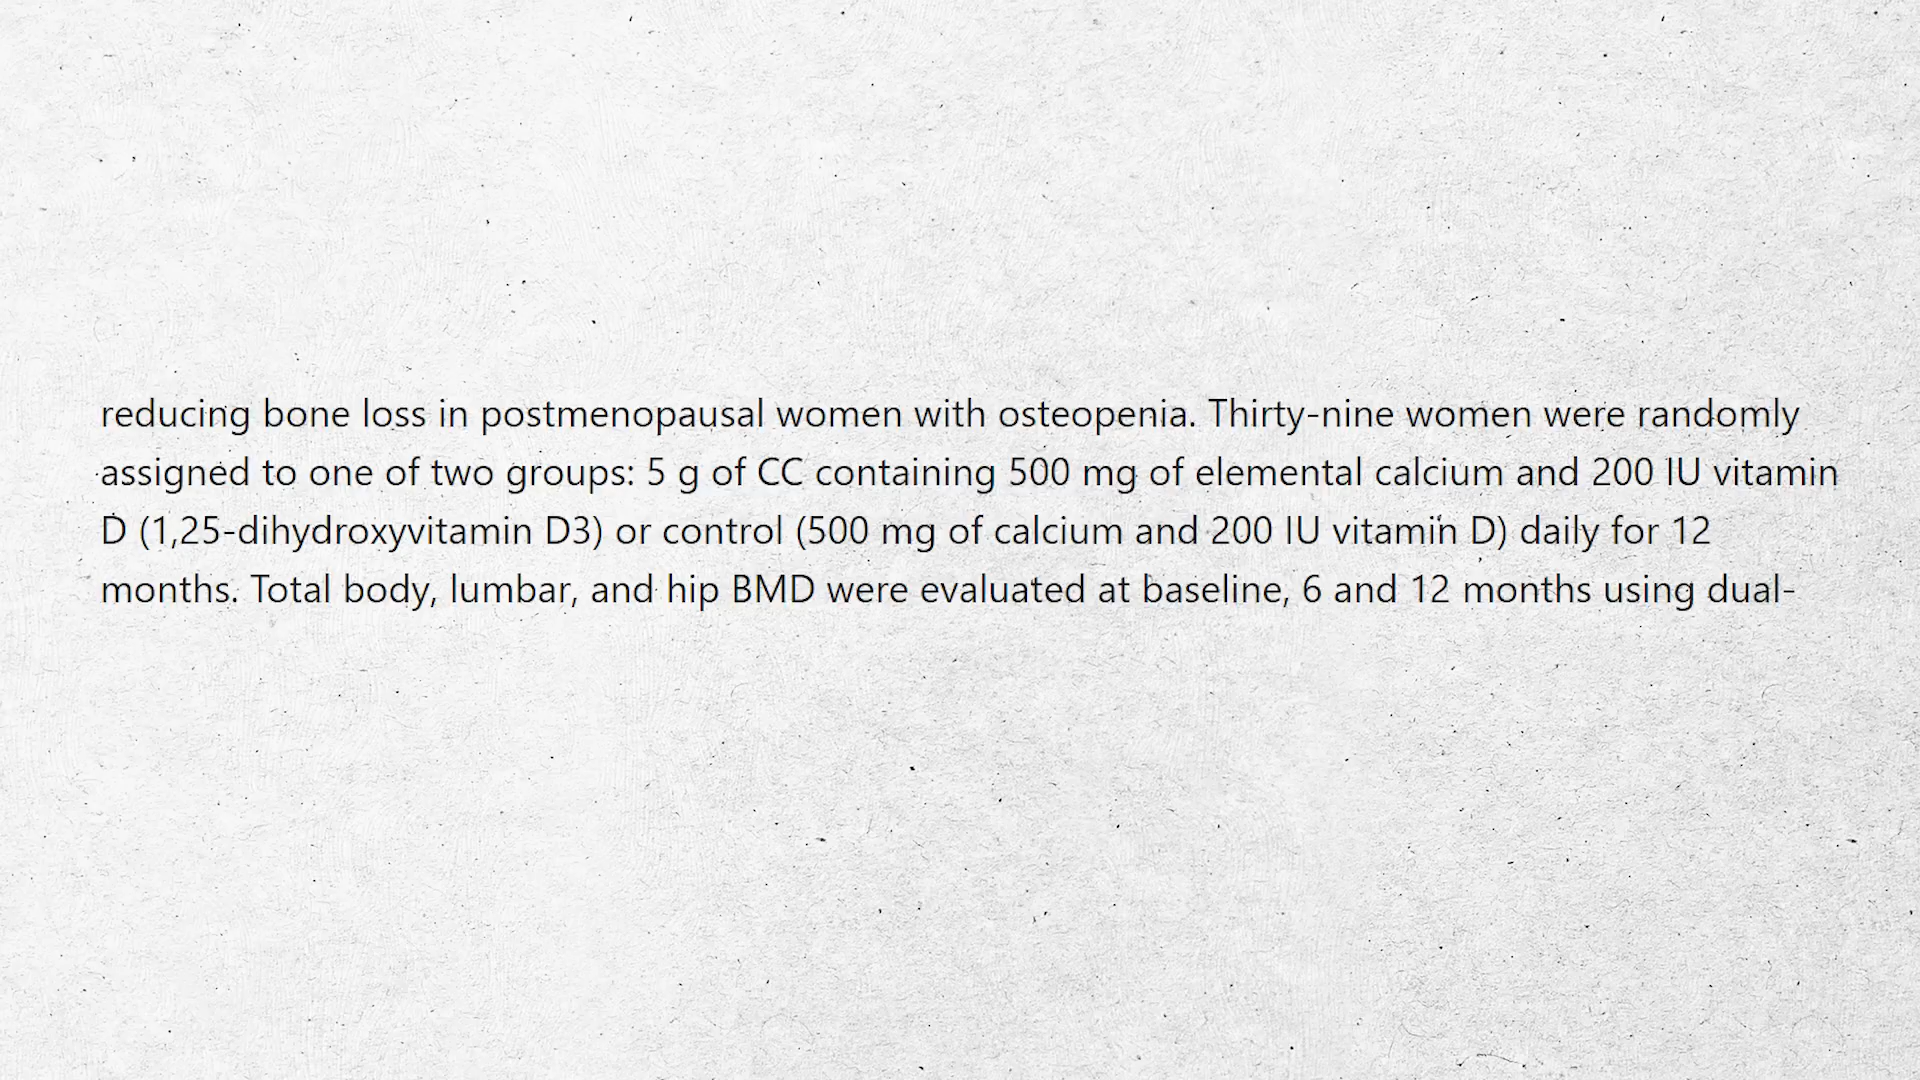 reducing bone loss in postmenopausal women with osteopenia. Thirty-nine women were randomly
assigned to one of two groups: 5 g of CC containing 500 mg of elemental calcium and 200 IU vitamin
D (1,25-dihydroxyvitamin D3) or control (500 mg of calcium and 200 IU vitamin D) daily for 12
months. Total body, lumbar, and hip BMD were evaluated at baseline, 6 and 12 months using dual-